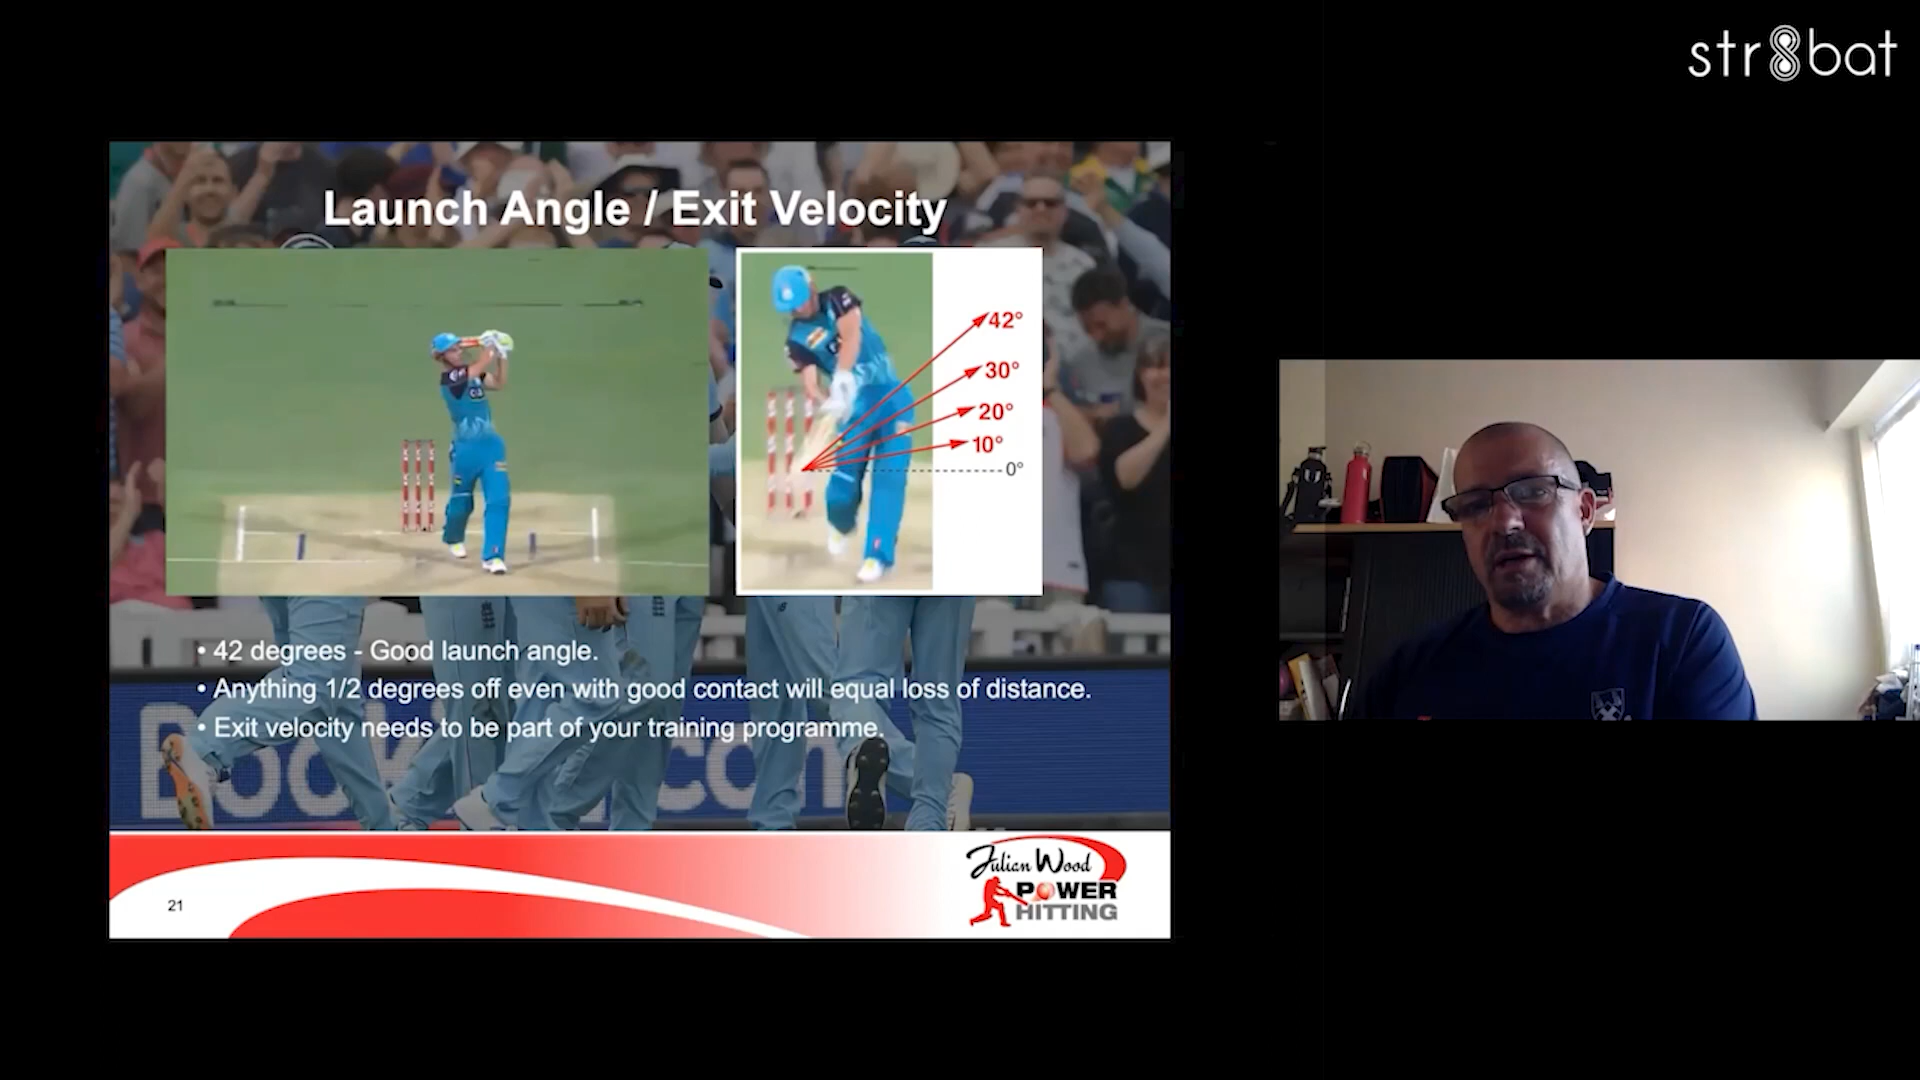 str8bat
Launch Angle / Exit Velocity
42°
30°
20°
10°
0°
• 42 degrees - Good launch angle.
• Anything 1/2 degrees off even with good contact will equal loss of distance.
• Exit velocity needs to be part of your training programme.
21
Julian Wood
POWER
HITTING